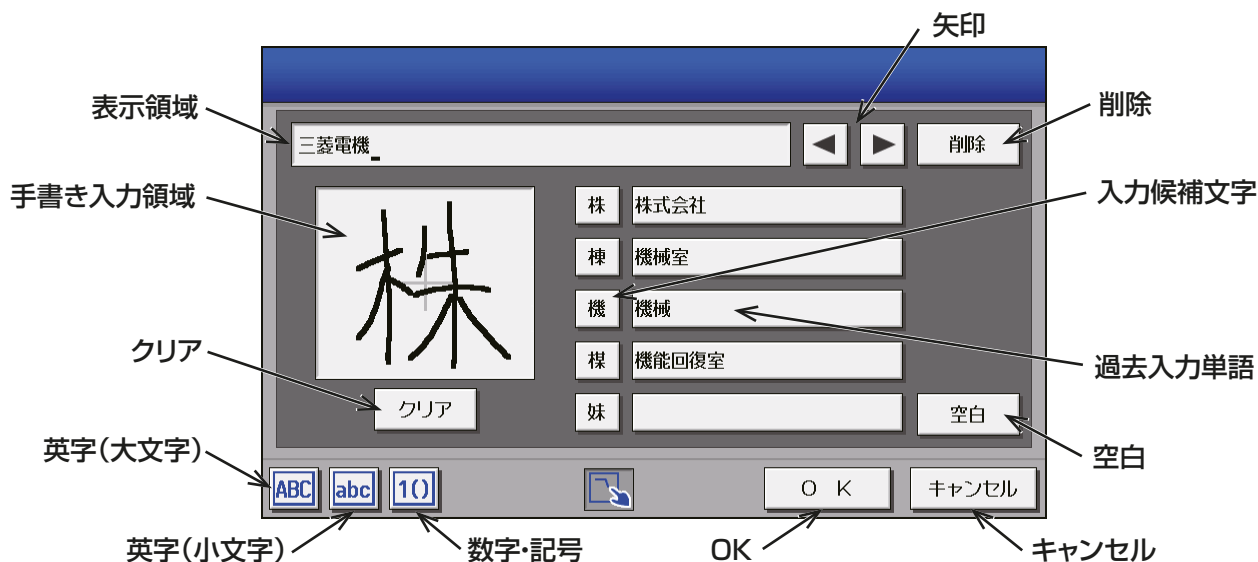 矢印
表示領域
削除
三菱電機
削除
手書き入力領域
入力候補文字
株
株
株式会社
棟
機械室
機
機械
楳
機能回復室
妹
クリア
クリア
過去入力単語
空白
空白
英字(大文字)
ABC
abc
1()
O K
キャンセル
英字(小文字)
数字・記号
OK
キャンセル